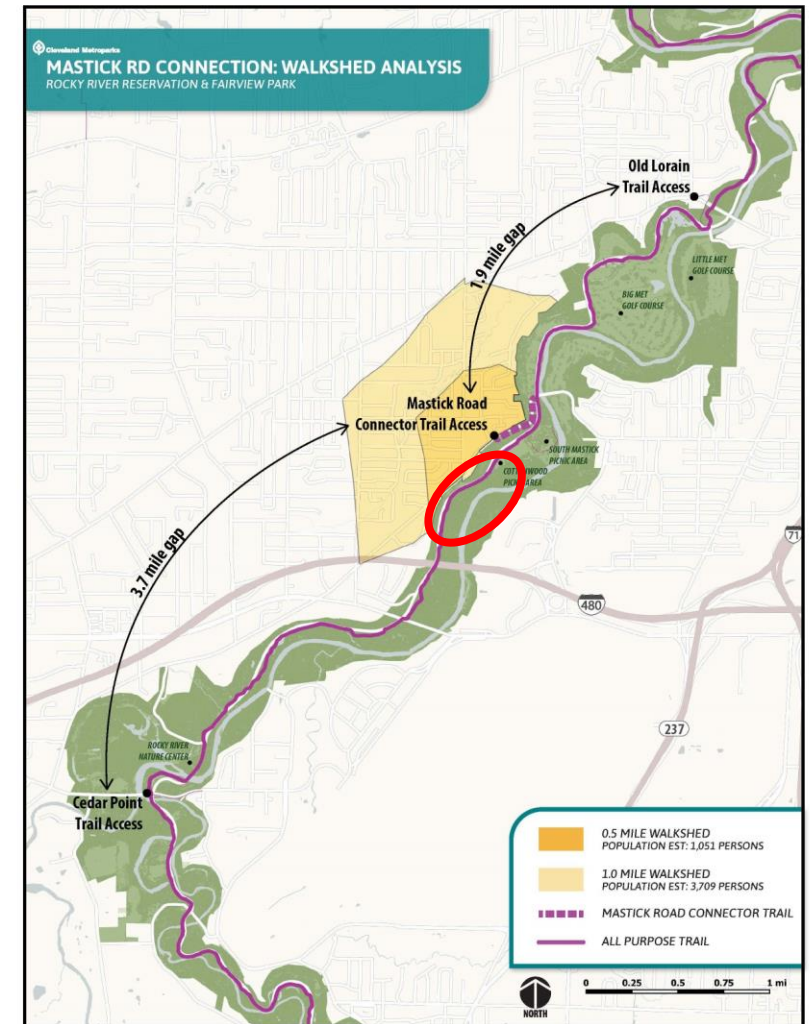 Cleveland Metroparks
MASTICK RD CONNECTION: WALKSHED ANALYSIS
ROCKY RIVER RESERVATION & FAIRVIEW PARK
Old Lorain
Trail Access
1.9 mile gap
LITTLE MET
GOLF COURSE
BIG MET
GOLF COURSE
Mastick Road
Connector Trail Access
SOUTH MASTICK
PICNIC AREA
COTTONWOOD
PICNIC AREA
3.7 mile gap
71
480
237
ROCKY RIVER
NATURE CENTER
Cedar Point
Trail Access
0.5 MILE WALKSHED
POPULATION EST: 1,051 PERSONS
1.0 MILE WALKSHED
POPULATION EST: 3,709 PERSONS
MASTICK ROAD CONNECTOR TRAIL
ALL PURPOSE TRAIL
NORTH
0 0.25 0.5 0.75 1 mi